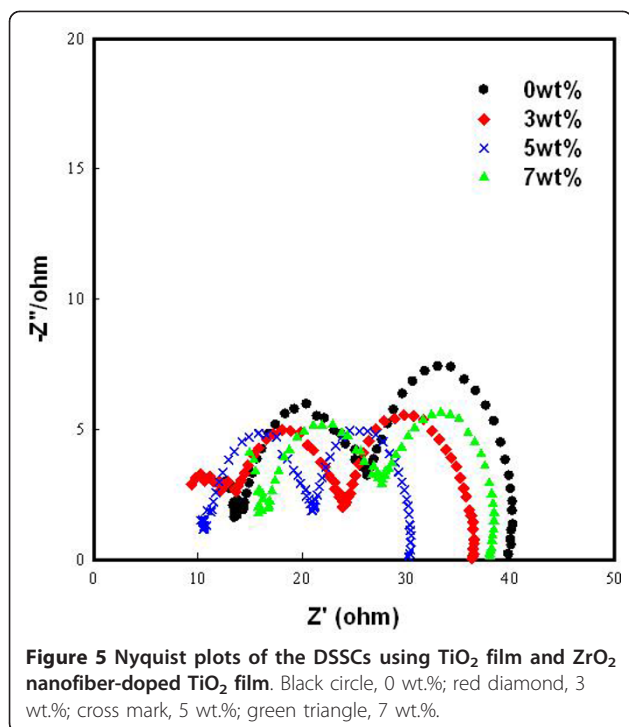 20
15
10
5
0
-Z"/ohm
0wt%
3wt%
5wt%
7wt%
0 10 20 30 40 50
Z' (ohm)
Figure 5 Nyquist plots of the DSSCs using TiO₂ film and ZrO₂
nanofiber-doped TiO₂ film. Black circle, 0 wt.%; red diamond, 3
wt.%; cross mark, 5 wt.%; green triangle, 7 wt.%.